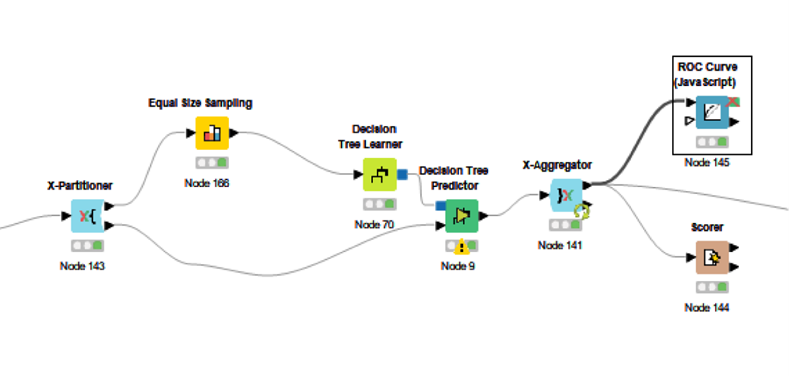 ROC Curve
(JavaScript)
Node 145
Equal Size Sampling
Node 166
Decision
Tree Learner
Node 70
Decision Tree
Predictor
Node 9
X-Aggregator
Node 141
X-Partitioner
Node 143
Scorer
Node 144